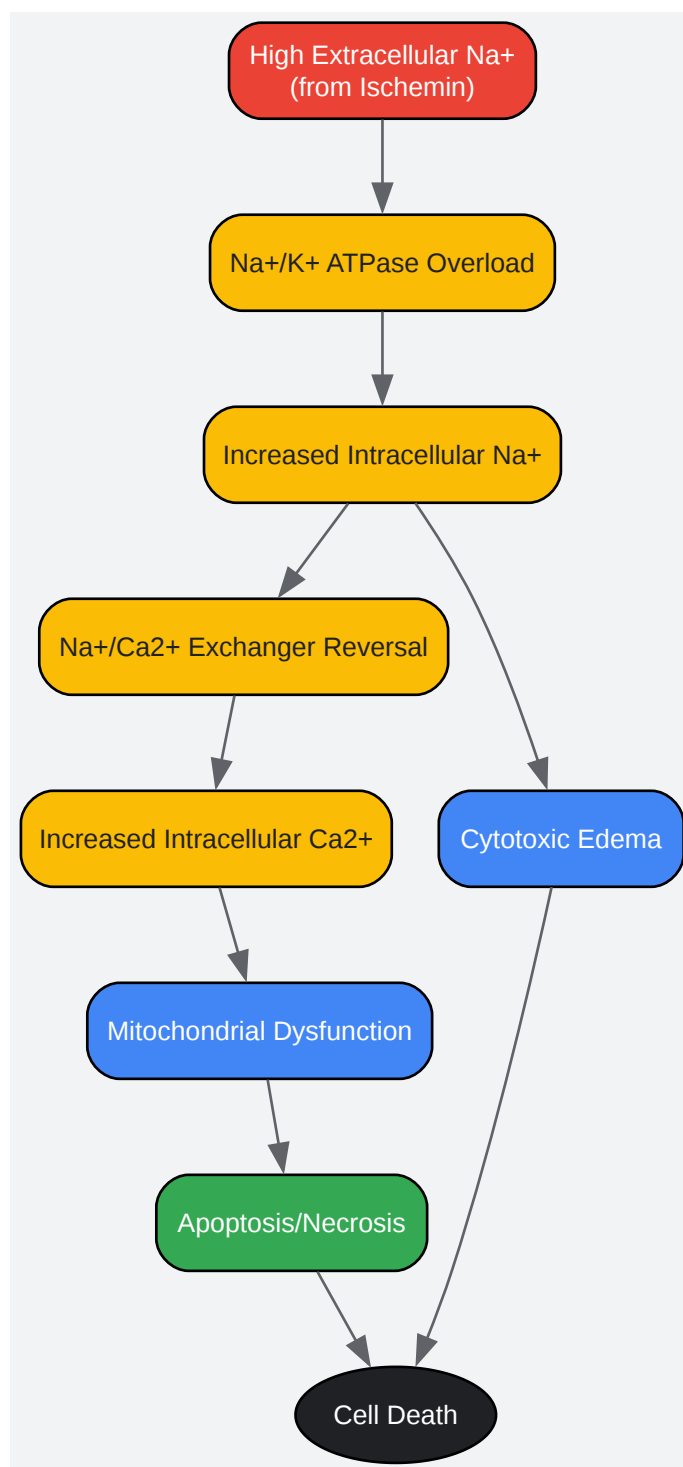 High Extracellular Na+
(from Ischemin)
Na+/K+ ATPase Overload
Increased Intracellular Na+
Na+/Ca2+ Exchanger Reversal
Increased Intracellular Ca2+
Cytotoxic Edema
Mitochondrial Dysfunction
Apoptosis/Necrosis
Cell Death